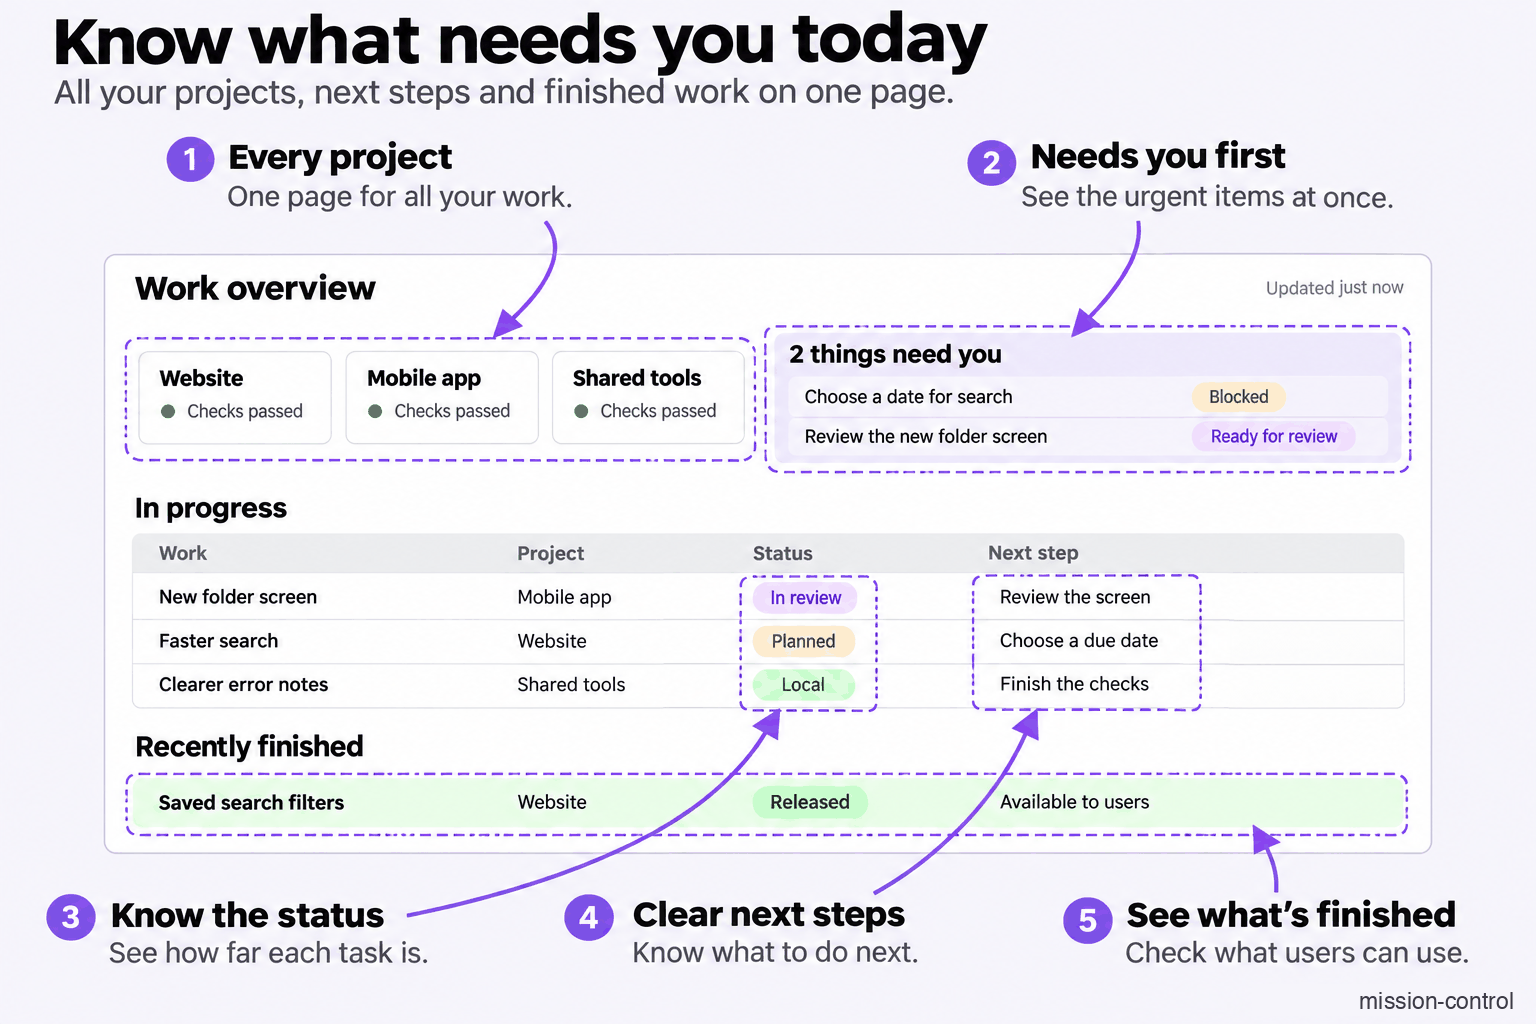 Know what needs you today
All your projects, next steps and finished work on one page.
1 Every project
One page for all your work.
2 Needs you first
See the urgent items at once.
Work overview
Updated just now
Website
Checks passed
Mobile app
Checks passed
Shared tools
Checks passed
2 things need you
Choose a date for search Blocked
Review the new folder screen Ready for review
In progress
Work Project Status Next step
New folder screen Mobile app In review Review the screen
Faster search Website Planned Choose a due date
Clearer error notes Shared tools Local Finish the checks
Recently finished
Saved search filters Website Released Available to users
3 Know the status
See how far each task is.
4 Clear next steps
Know what to do next.
5 See what’s finished
Check what users can use.
mission-control